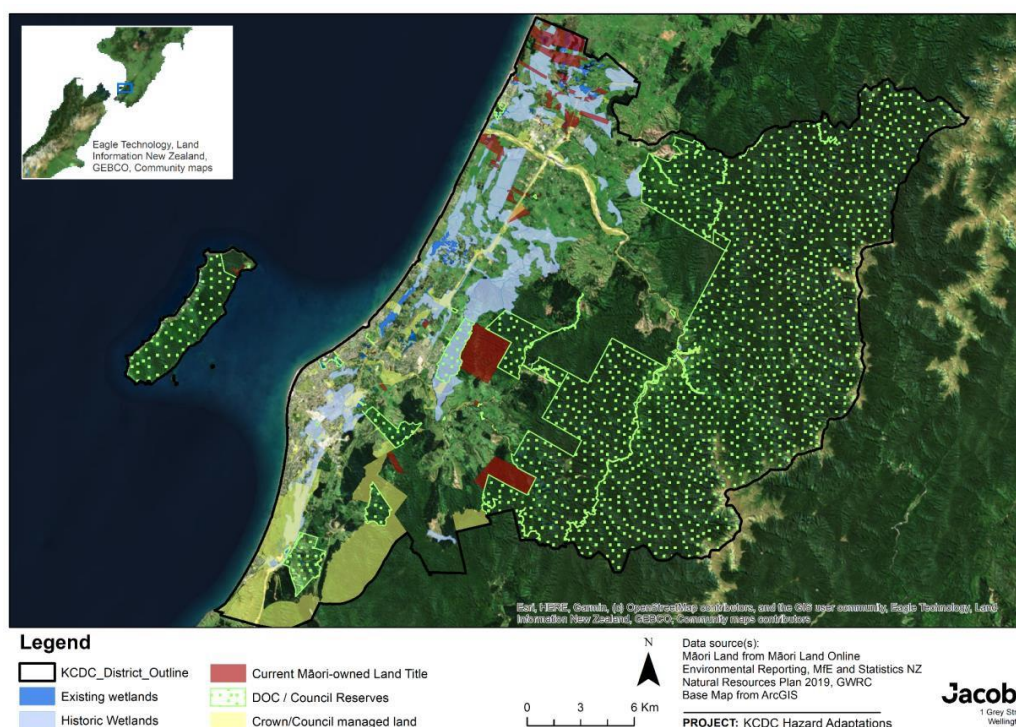 Eagle Technology, Land
Information New Zealand,
GEBCO, Community maps
Esri, HERE, Garmin, (c) OpenStreetMap contributors, and the GIS user community, Eagle Technology, Land
Information New Zealand, GEBCO, Community maps contributors
Legend
KCDC_District_Outline
Existing wetlands
Historic Wetlands
Current Māori-owned Land Title
DOC / Council Reserves
Crown/Council managed land
N
0 3 6 Km
Data source(s):
Māori Land from Māori Land Online
Environmental Reporting, MfE and Statistics NZ
Natural Resources Plan 2019, GWRC
Base Map from ArcGIS
PROJECT: KCDC Hazard Adaptations
Jacob
1 Grey Str
Wellingt